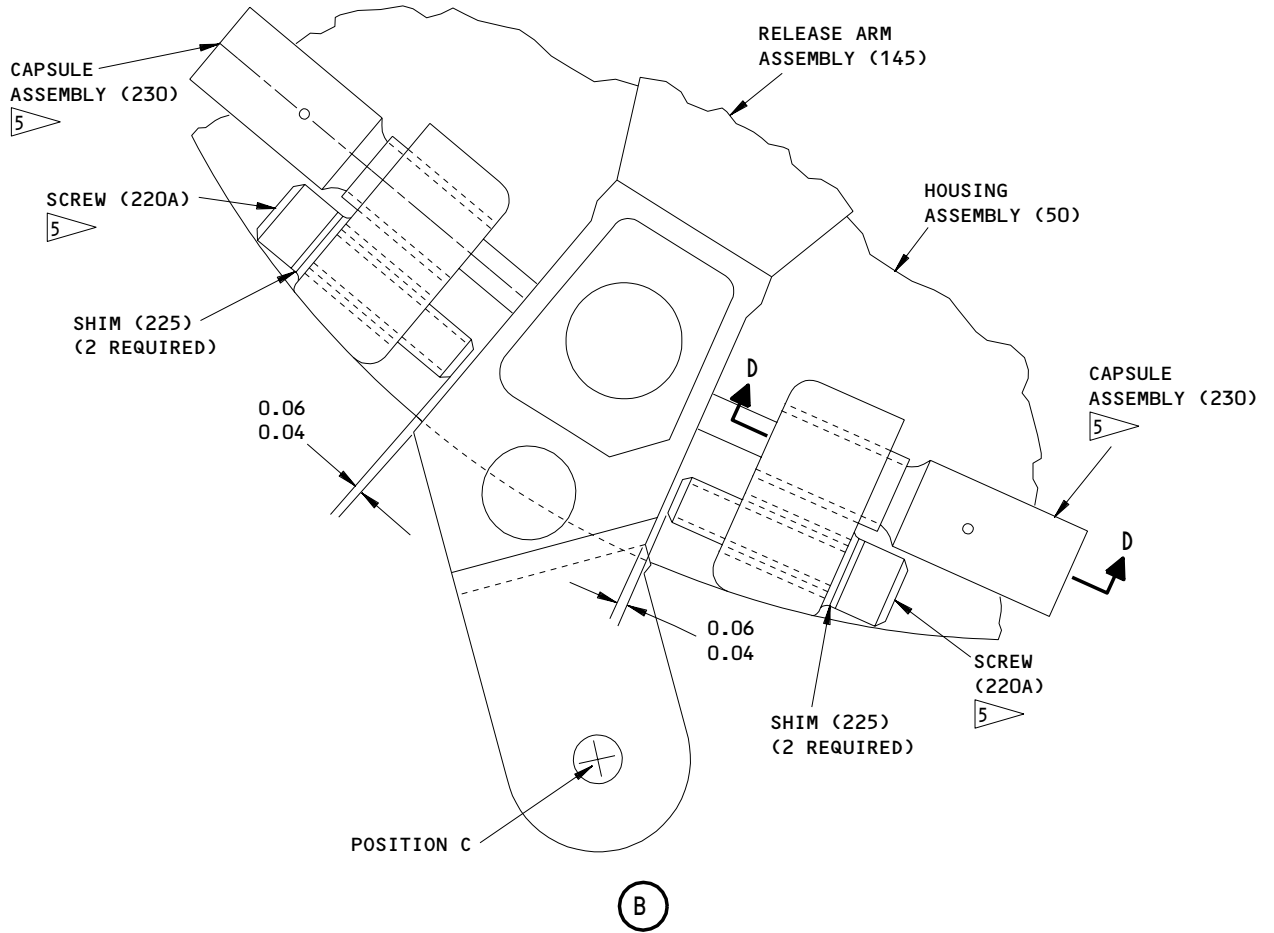 RELEASE ARM
ASSEMBLY (145)
CAPSULE
ASSEMBLY (230)
5
SCREW (220A)
5
HOUSING
ASSEMBLY (50)
SHIM (225)
(2 REQUIRED)
D
CAPSULE
ASSEMBLY (230)
5
0.06
0.04
D
0.06
0.04
SCREW
(220A)
5
SHIM (225)
(2 REQUIRED)
POSITION C
B